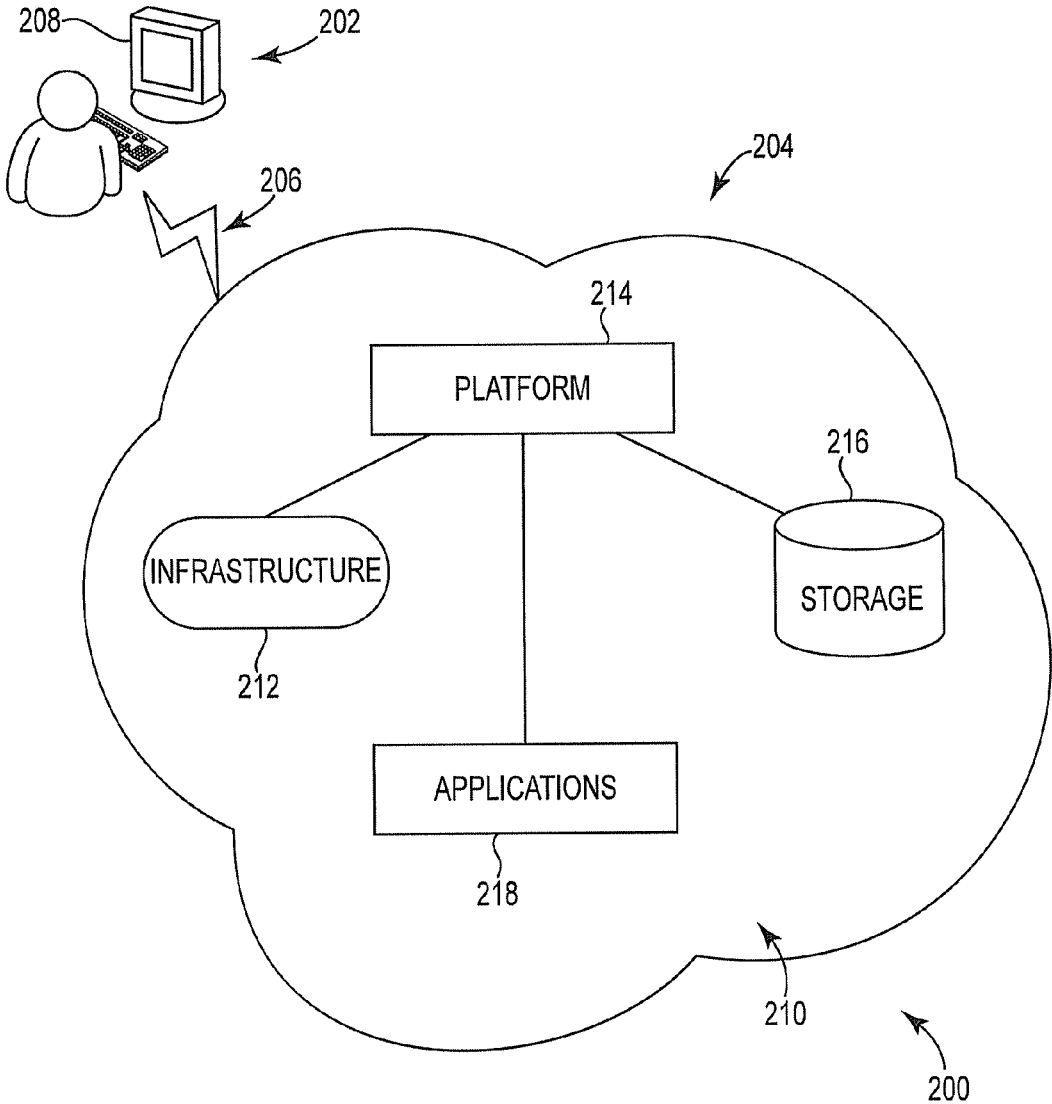 208
202
204
206
214
PLATFORM
216
INFRASTRUCTURE
STORAGE
212
APPLICATIONS
218
210
200